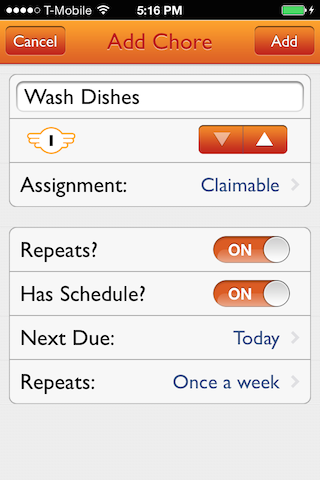 T-Mobile 5:16 PM
Cancel Add Chore Add
Wash Dishes
1
Assignment: Claimable
Repeats? ON
Has Schedule? ON
Next Due: Today
Repeats: Once a week